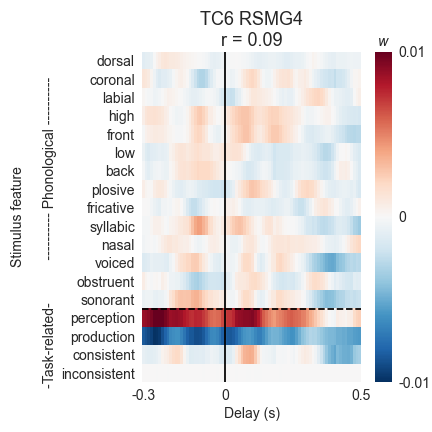 TC6 RSMG4
r = 0.09
w
0.01
0
-0.01
Stimulus feature
----------- Phonological -----------
-Task-related-
dorsal
coronal
labial
high
front
low
back
plosive
fricative
syllabic
nasal
voiced
obstruent
sonorant
perception
production
consistent
inconsistent
-0.3
0
0.5
Delay (s)